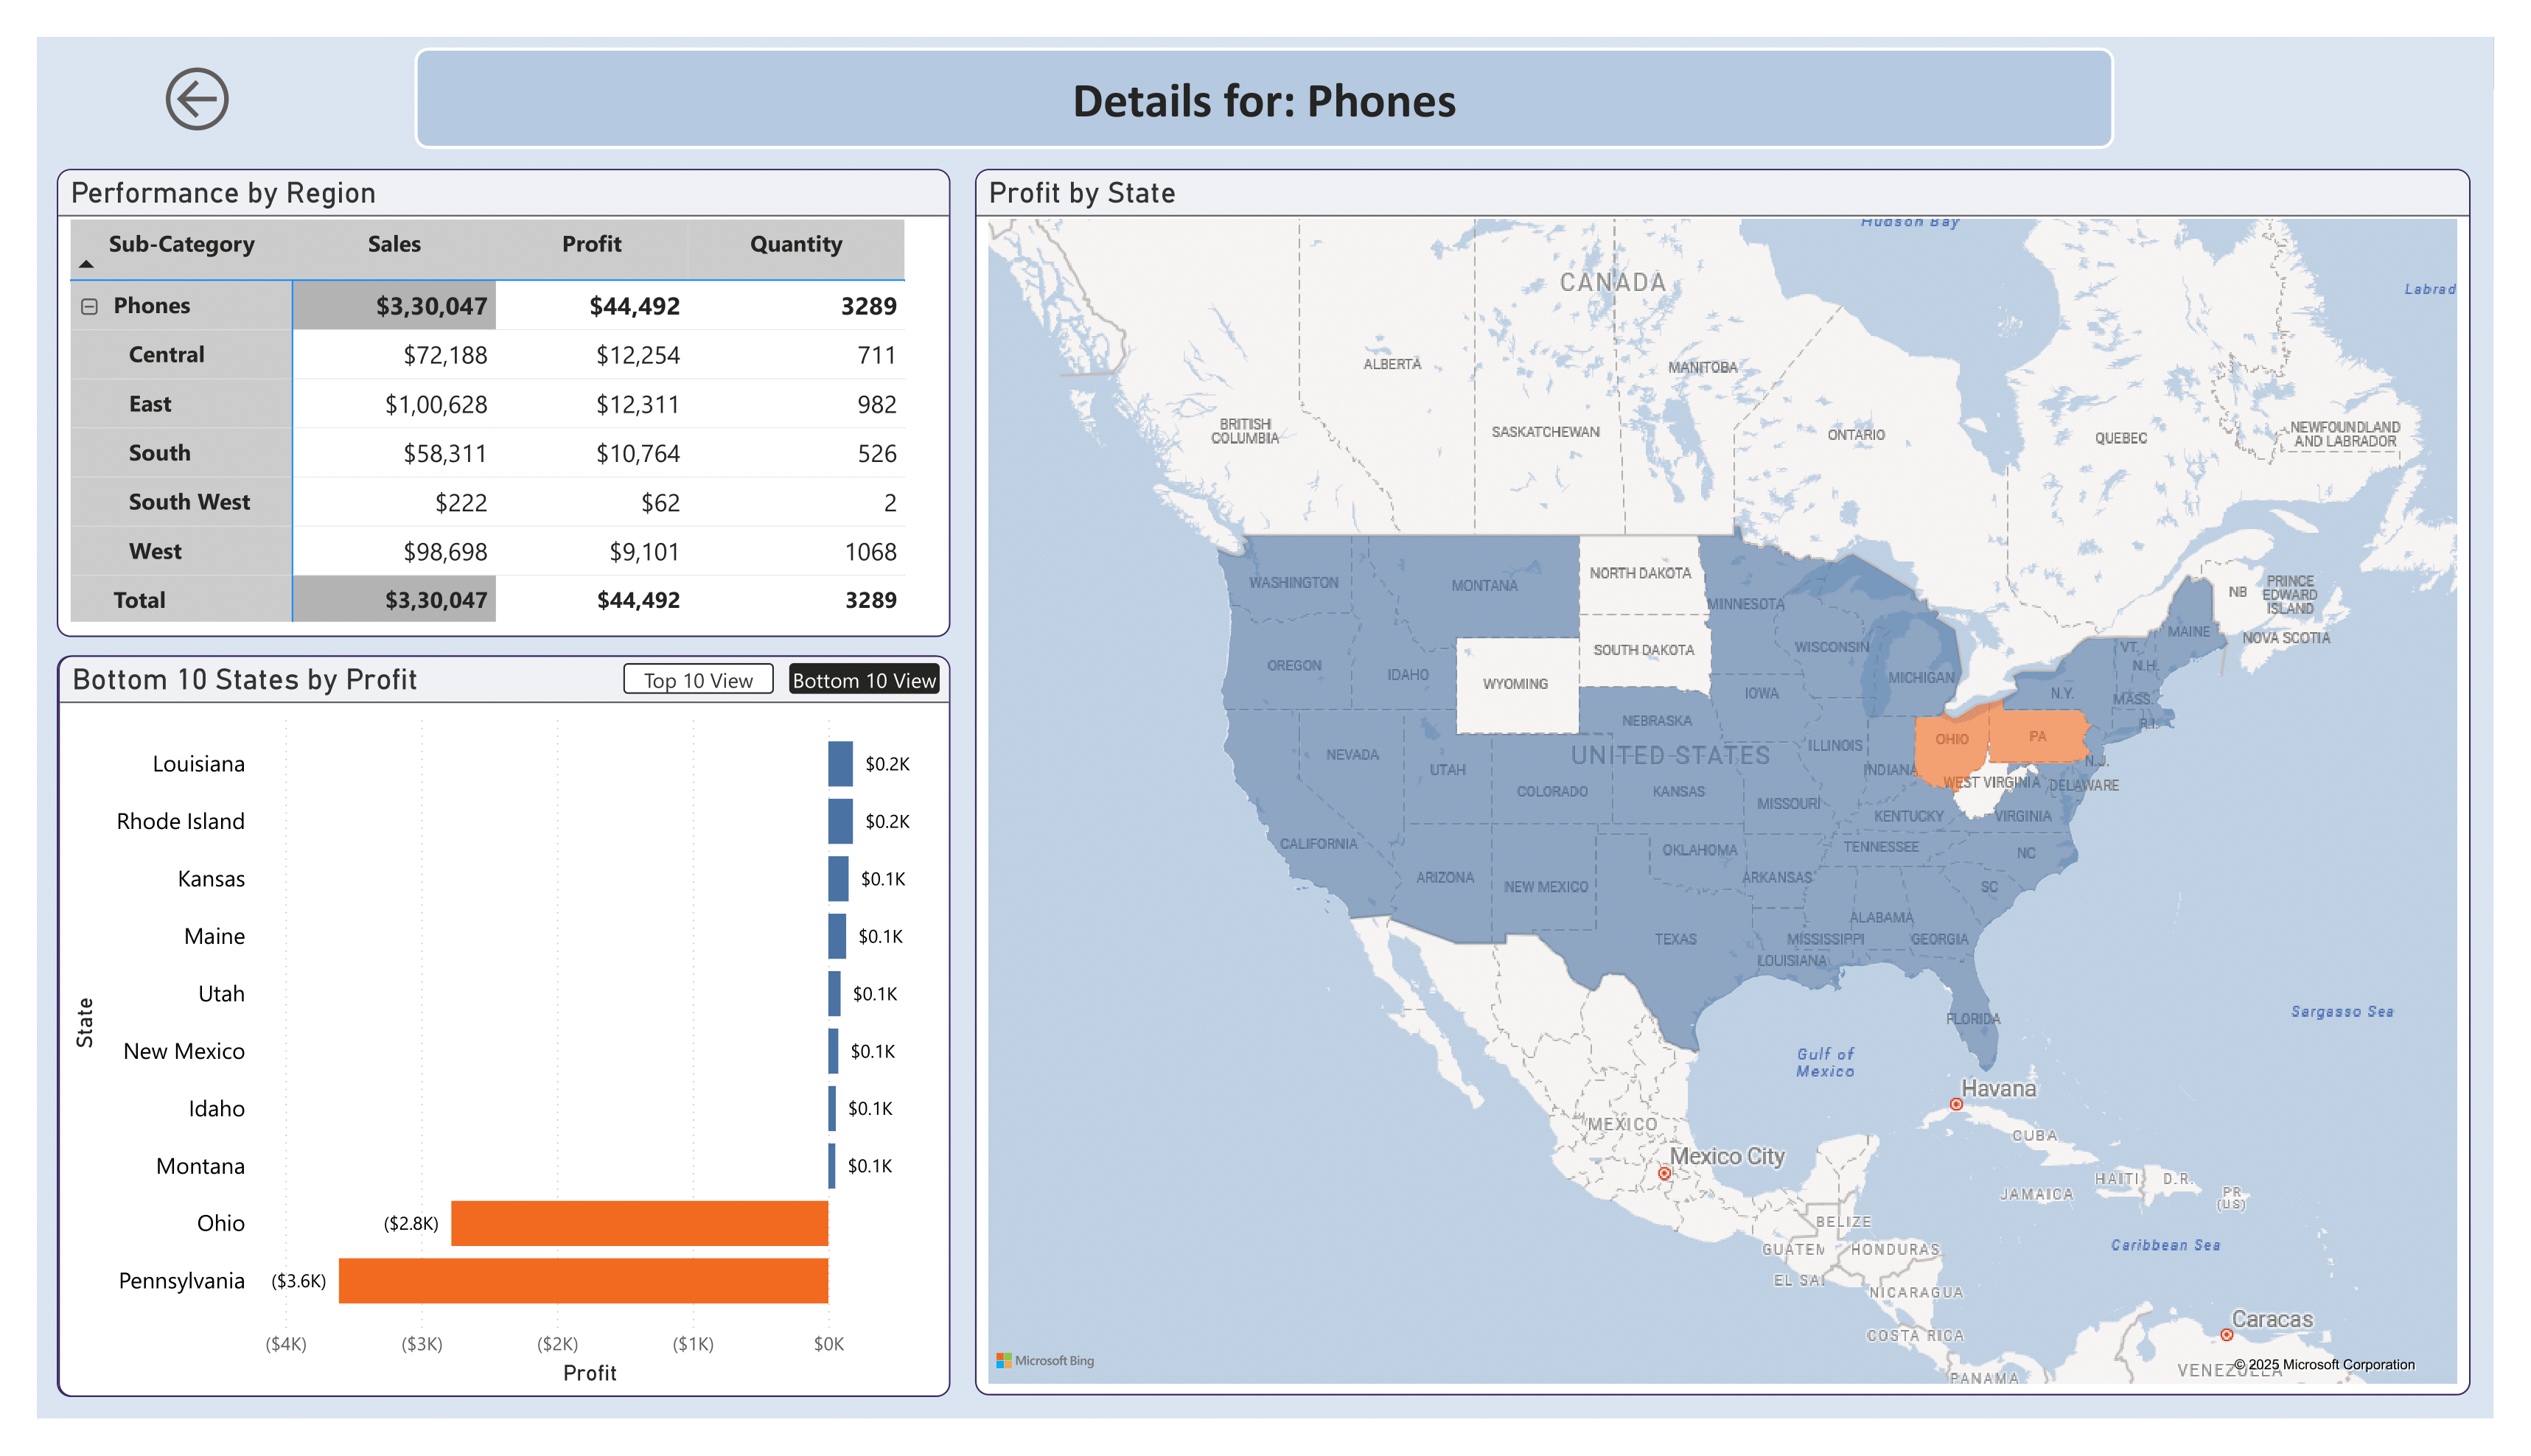 Details for: Phones
Performance by Region
Sub-Category Sales Profit Quantity
Phones $3,30,047 $44,492 3289
Central $72,188 $12,254 711
East $1,00,628 $12,311 982
South $58,311 $10,764 526
South West $222 $62 2
West $98,698 $9,101 1068
Total $3,30,047 $44,492 3289
Bottom 10 States by Profit
Top 10 View
Bottom 10 View
State
Louisiana $0.2K
Rhode Island $0.2K
Kansas $0.1K
Maine $0.1K
Utah $0.1K
New Mexico $0.1K
Idaho $0.1K
Montana $0.1K
Ohio ($2.8K)
Pennsylvania ($3.6K)
($4K) ($3K) ($2K) ($1K) $0K
Profit
Profit by State
Hudson Bay
CANADA
Labrad
ALBERTA
MANITOBA
BRITISH
COLUMBIA
SASKATCHEWAN
ONTARIO
QUEBEC
NEWFOUNDLAND
AND LABRADOR
WASHINGTON
MONTANA
NORTH DAKOTA
MINNESOTA
NB
PRINCE
EDWARD
ISLAND
NOVA SCOTIA
MAINE
VT.
N.H.
OREGON
IDAHO
WYOMING
SOUTH DAKOTA
WISCONSIN
MICHIGAN
IOWA
N.Y.
MASS.
R.I.
NEBRASKA
NEVADA
UTAH
UNITED STATES
ILLINOIS
INDIANA
OHIO
PA
N.J.
WEST VIRGINIA
DELAWARE
COLORADO
KANSAS
MISSOURI
KENTUCKY
VIRGINIA
CALIFORNIA
OKLAHOMA
TENNESSEE
NC
ARIZONA
NEW MEXICO
ARKANSAS
SC
ALABAMA
TEXAS
MISSISSIPPI
GEORGIA
LOUISIANA
FLORIDA
Sargasso Sea
Gulf of
Mexico
Havana
MEXICO
CUBA
Mexico City
HAITI
D.R.
JAMAICA
PR
(US)
BELIZE
GUATEM
HONDURAS
Caribbean Sea
EL SA
NICARAGUA
Caracas
COSTA RICA
Microsoft Bing
© 2025 Microsoft Corporation
VENEZUELA
PANAMA